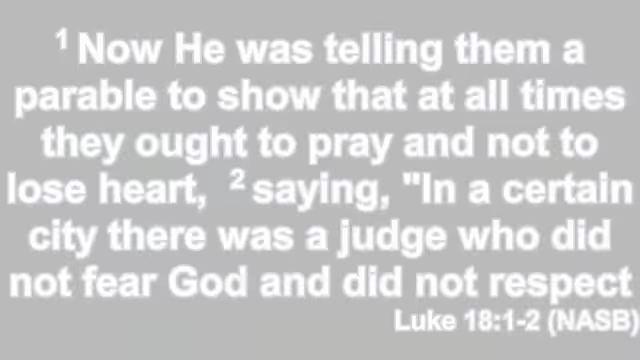 1 Now He was telling them a
parable to show that at all times
they ought to pray and not to
lose heart, 2 saying, "In a certain
city there was a judge who did
not fear God and did not respect
Luke 18:1-2 (NASB)